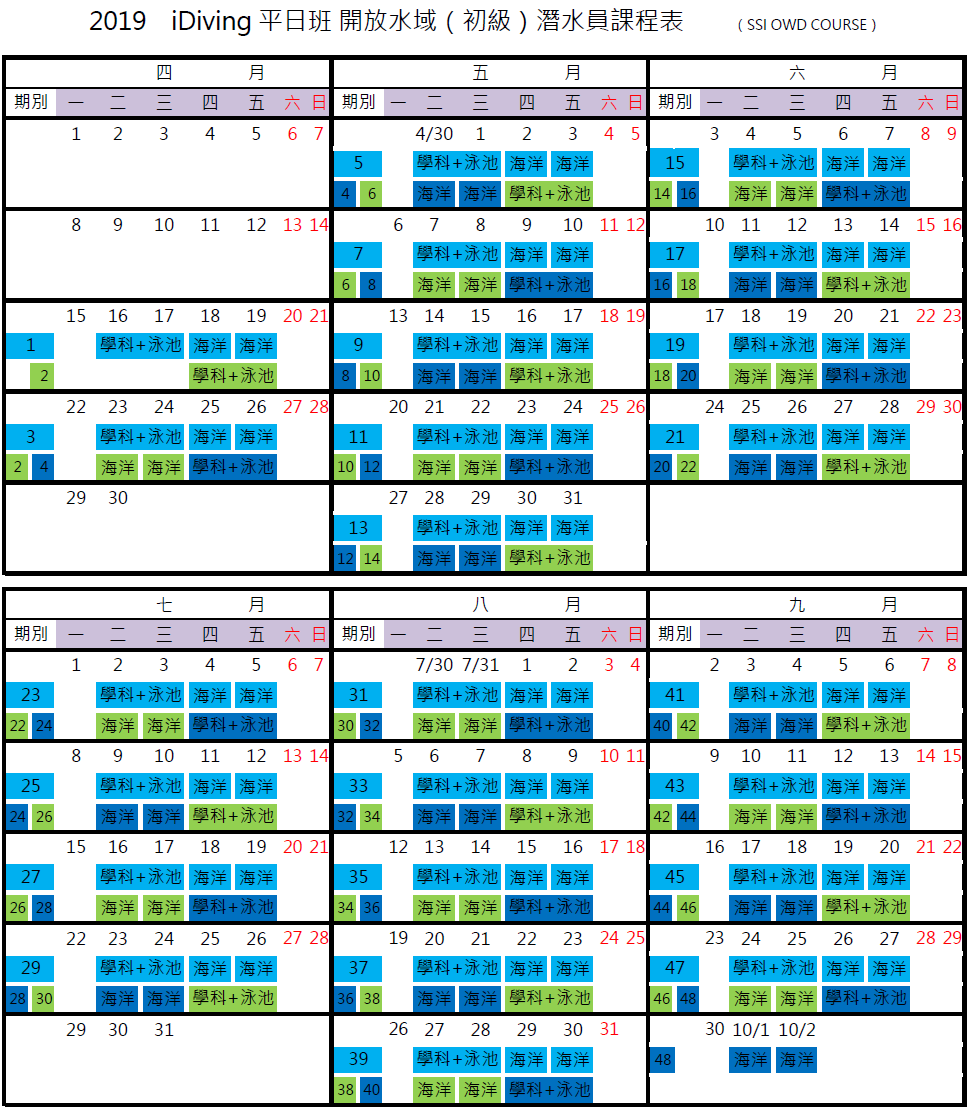 2019 iDiving 平日班 開放水域（初級）潛水員課程表 （SSI OWD COURSE）
四 月 五 月 六 月
期別 一 二 三 四 五 六 日 期別 一 二 三 四 五 六 日 期別 一 二 三 四 五 六 日
1 2 3 4 5 6 7 4/30 1 2 3 4 5 3 4 5 6 7 8 9
5 學科+泳池 海洋 海洋 15 學科+泳池 海洋 海洋
4 6 海洋 海洋 學科+泳池 14 16 海洋 海洋 學科+泳池
8 9 10 11 12 13 14 6 7 8 9 10 11 12 10 11 12 13 14 15 16
7 學科+泳池 海洋 海洋 17 學科+泳池 海洋 海洋
6 8 海洋 海洋 學科+泳池 16 18 海洋 海洋 學科+泳池
15 16 17 18 19 20 21 13 14 15 16 17 18 19 17 18 19 20 21 22 23
1 學科+泳池 海洋 海洋 9 學科+泳池 海洋 海洋 19 學科+泳池 海洋 海洋
2 學科+泳池 8 10 海洋 海洋 學科+泳池 18 20 海洋 海洋 學科+泳池
22 23 24 25 26 27 28 20 21 22 23 24 25 26 24 25 26 27 28 29 30
3 學科+泳池 海洋 海洋 11 學科+泳池 海洋 海洋 21 學科+泳池 海洋 海洋
2 4 海洋 海洋 學科+泳池 10 12 海洋 海洋 學科+泳池 20 22 海洋 海洋 學科+泳池
29 30 27 28 29 30 31
13 學科+泳池 海洋 海洋
12 14 海洋 海洋 學科+泳池
七 月 八 月 九 月
期別 一 二 三 四 五 六 日 期別 一 二 三 四 五 六 日 期別 一 二 三 四 五 六 日
1 2 3 4 5 6 7 7/30 7/31 1 2 3 4 2 3 4 5 6 7 8
23 學科+泳池 海洋 海洋 31 學科+泳池 海洋 海洋 41 學科+泳池 海洋 海洋
22 24 海洋 海洋 學科+泳池 30 32 海洋 海洋 學科+泳池 40 42 海洋 海洋 學科+泳池
8 9 10 11 12 13 14 5 6 7 8 9 10 11 9 10 11 12 13 14 15
25 學科+泳池 海洋 海洋 33 學科+泳池 海洋 海洋 43 學科+泳池 海洋 海洋
24 26 海洋 海洋 學科+泳池 32 34 海洋 海洋 學科+泳池 42 44 海洋 海洋 學科+泳池
15 16 17 18 19 20 21 12 13 14 15 16 17 18 16 17 18 19 20 21 22
27 學科+泳池 海洋 海洋 35 學科+泳池 海洋 海洋 45 學科+泳池 海洋 海洋
26 28 海洋 海洋 學科+泳池 34 36 海洋 海洋 學科+泳池 44 46 海洋 海洋 學科+泳池
22 23 24 25 26 27 28 19 20 21 22 23 24 25 23 24 25 26 27 28 29
29 學科+泳池 海洋 海洋 37 學科+泳池 海洋 海洋 47 學科+泳池 海洋 海洋
28 30 海洋 海洋 學科+泳池 36 38 海洋 海洋 學科+泳池 46 48 海洋 海洋 學科+泳池
29 30 31 26 27 28 29 30 31 30 10/1 10/2
39 學科+泳池 海洋 海洋 48 海洋 海洋
38 40 海洋 海洋 學科+泳池